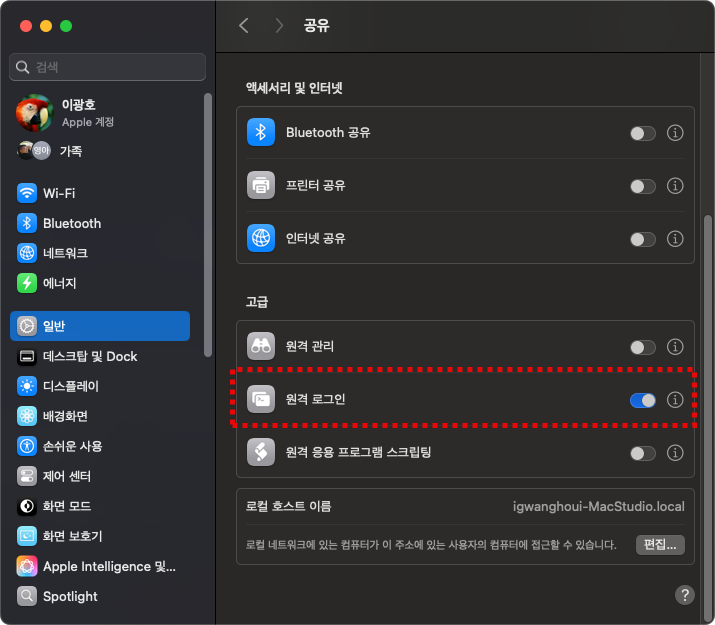 공유
검색
이광호
Apple 계정
영아
가족
Wi-Fi
Bluetooth
네트워크
에너지
일반
데스크탑 및 Dock
디스플레이
배경화면
손쉬운 사용
제어 센터
화면 모드
화면 보호기
Apple Intelligence 및...
Spotlight
액세서리 및 인터넷
Bluetooth 공유
프린터 공유
인터넷 공유
고급
원격 관리
원격 로그인
원격 응용 프로그램 스크립팅
로컬 호스트 이름
igwanghoui-MacStudio.local
로컬 네트워크에 있는 컴퓨터가 이 주소에 있는 사용자의 컴퓨터에 접근할 수 있습니다.
편집...
?